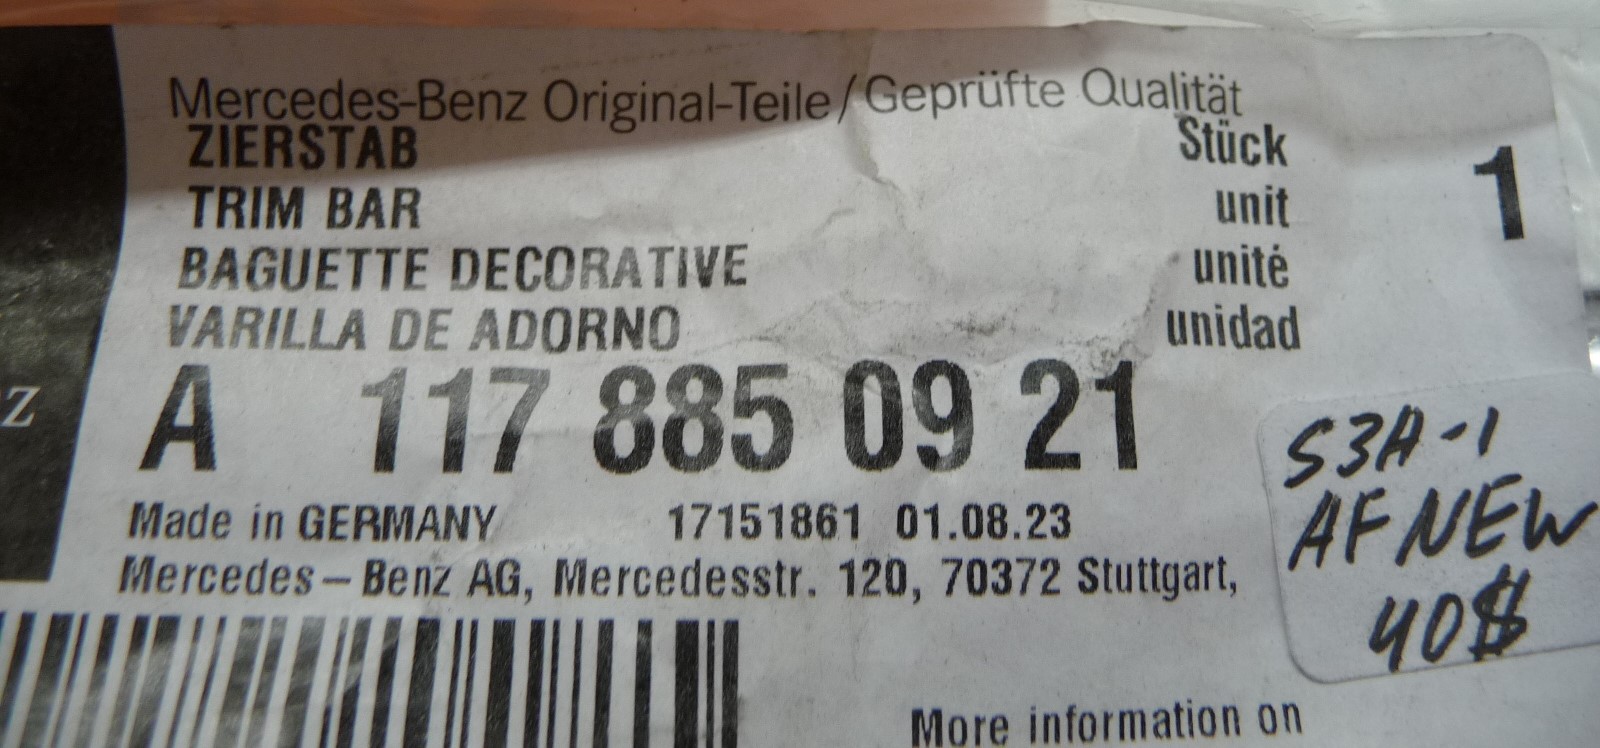 Mercedes-Benz Original-Teile/Geprüfte Qualität
ZIERSTAB Stück 1
TRIM BAR unit
BAGUETTE DECORATIVE unité
VARILLA DE ADORNO unidad
A 117 885 09 21
Made in GERMANY 17151861 01.08.23
Mercedes-Benz AG, Mercedesstr. 120, 70372 Stuttgart,
More information on
z
S3A-1
AF NEW
40$